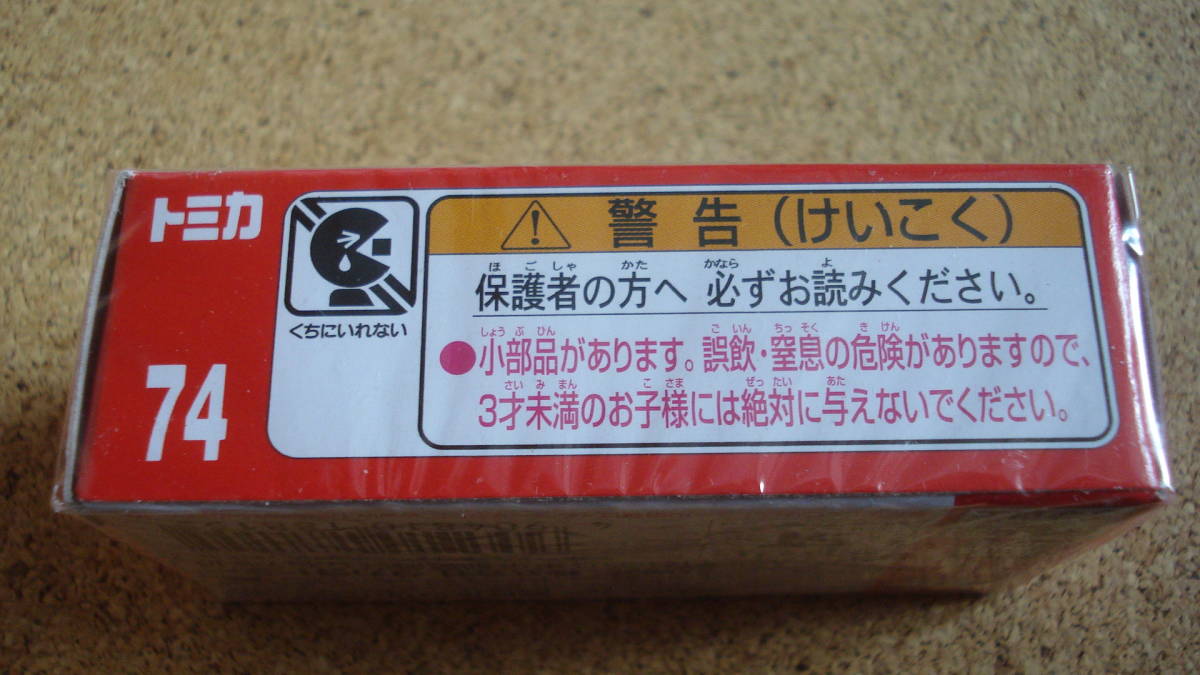 トミカ
74
くちにいれない
警告(けいこく)
ほごしゃ かた かなら よ
保護者の方へ 必ずお読みください。
しょうぶひん ごいん ちっそく きけん
●小部品があります。誤飲・窒息の危険がありますので、
さいみまん こさま ぜったい あた
3才未満のお子様には絶対に与えないでください。